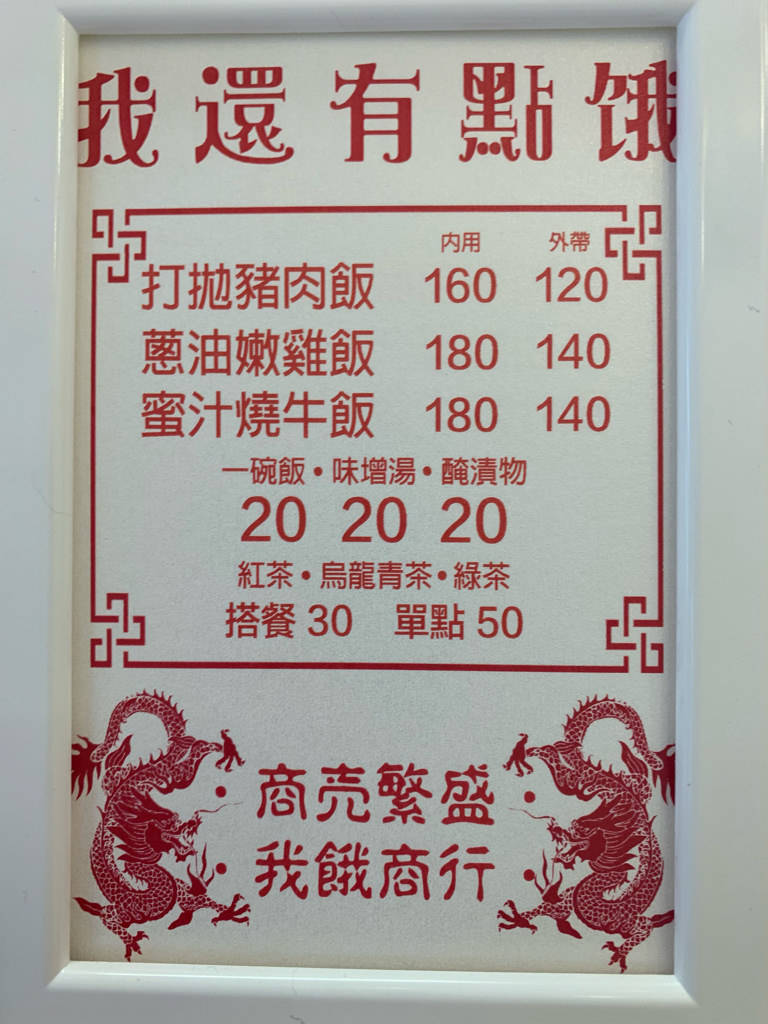 我還有點饿
內用 外帶
打拋豬肉飯 160 120
蔥油嫩雞飯 180 140
蜜汁燒牛飯 180 140
一碗飯•味增湯•醃漬物
20 20 20
紅茶•烏龍青茶•綠茶
搭餐 30 單點 50
商売繁盛
我餓商行